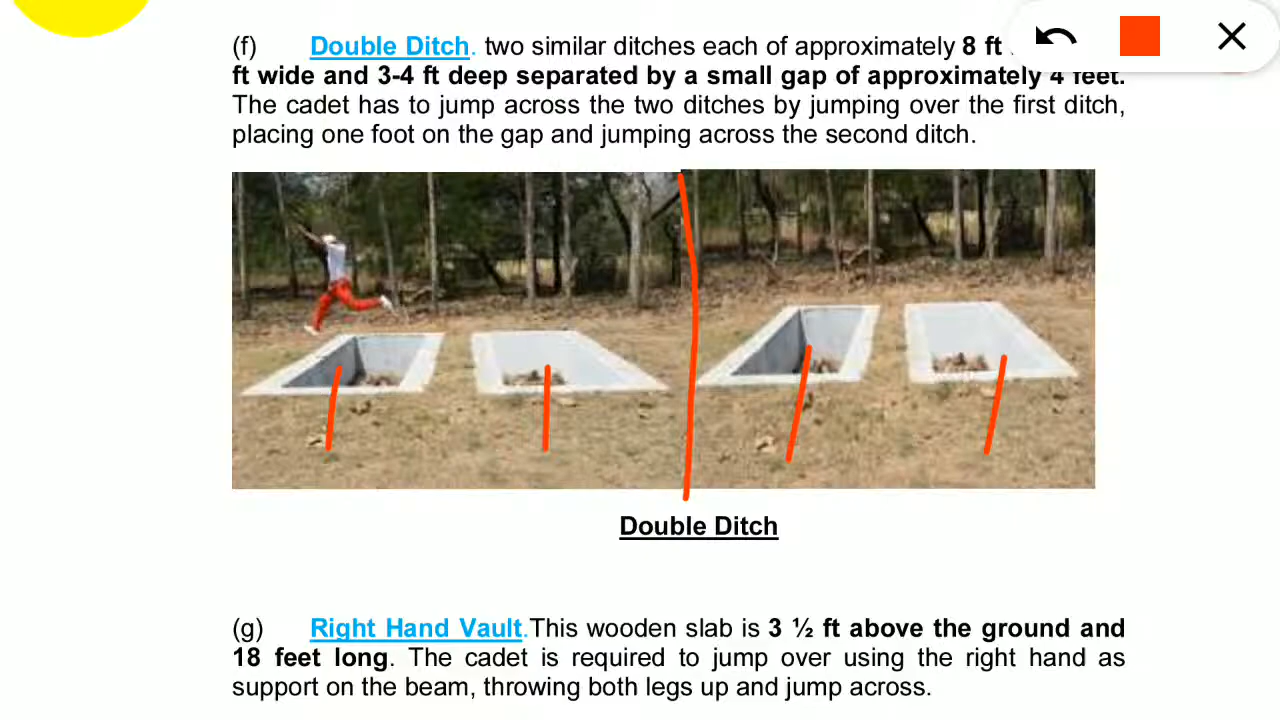 (f) Double Ditch. two similar ditches each of approximately 8 ft
ft wide and 3-4 ft deep separated by a small gap of approximately 4 feet.
The cadet has to jump across the two ditches by jumping over the first ditch,
placing one foot on the gap and jumping across the second ditch.
Double Ditch
(g) Right Hand Vault.This wooden slab is 3 ½ ft above the ground and
18 feet long. The cadet is required to jump over using the right hand as
support on the beam, throwing both legs up and jump across.